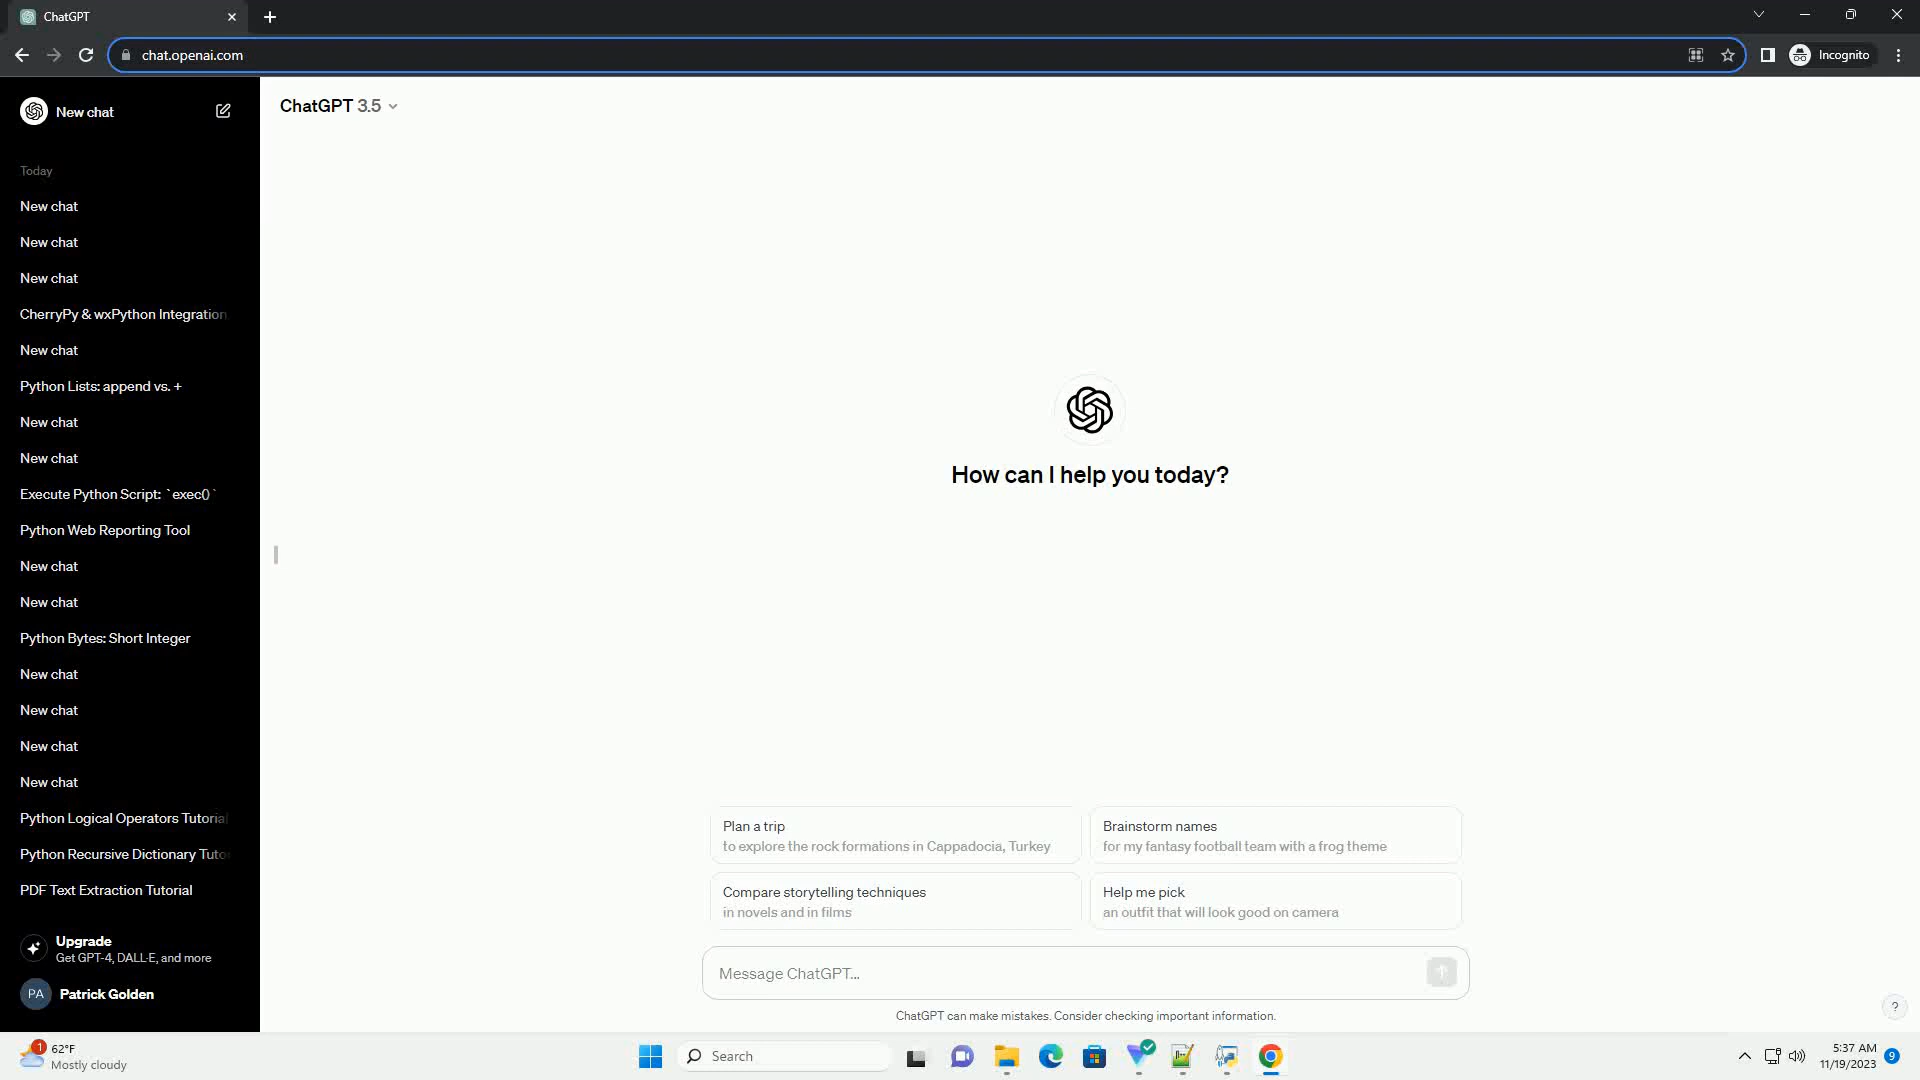 ChatGPT
chat.openai.com
Incognito
New chat
ChatGPT 3.5
Today
New chat
New chat
New chat
CherryPy & wxPython Integration
New chat
Python Lists: append vs. +
New chat
New chat
Execute Python Script: `exec()`
Python Web Reporting Tool
New chat
New chat
Python Bytes: Short Integer
New chat
New chat
New chat
New chat
Python Logical Operators Tutorial
Python Recursive Dictionary Tuto
PDF Text Extraction Tutorial
Upgrade
Get GPT-4, DALL·E, and more
PA
Patrick Golden
How can I help you today?
Plan a trip
to explore the rock formations in Cappadocia, Turkey
Brainstorm names
for my fantasy football team with a frog theme
Compare storytelling techniques
in novels and in films
Help me pick
an outfit that will look good on camera
Message ChatGPT...
ChatGPT can make mistakes. Consider checking important information.
?
1
62°F
Mostly cloudy
Search
5:37 AM
11/19/2023
9